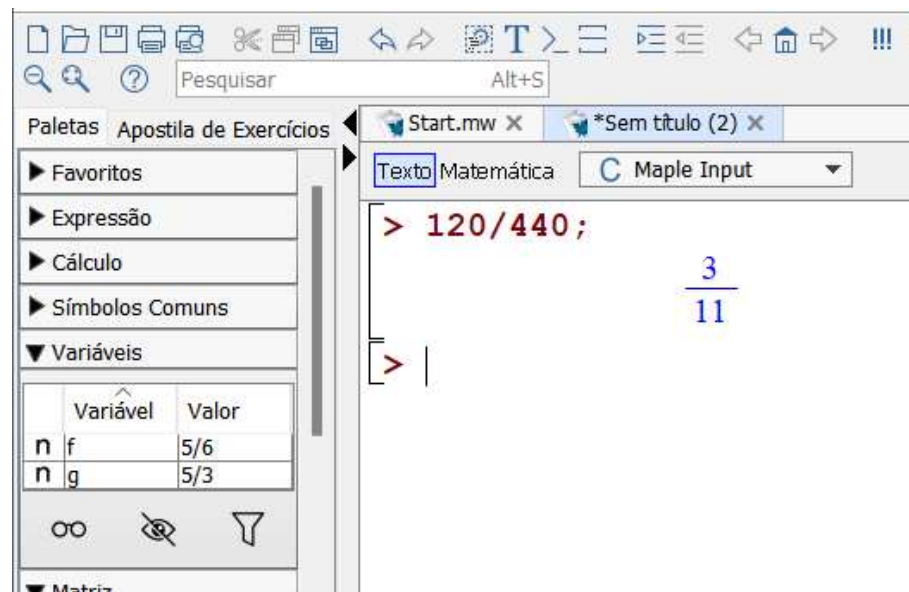 Pesquisar Alt+S
Paletas Apostila de Exercícios
Start.mw *Sem título (2)
Texto Matemática C Maple Input
Favoritos
Expressão
Cálculo
Símbolos Comuns
Variáveis
Variável Valor
n f 5/6
n g 5/3
Matriz
> 120/440;
3
11
>